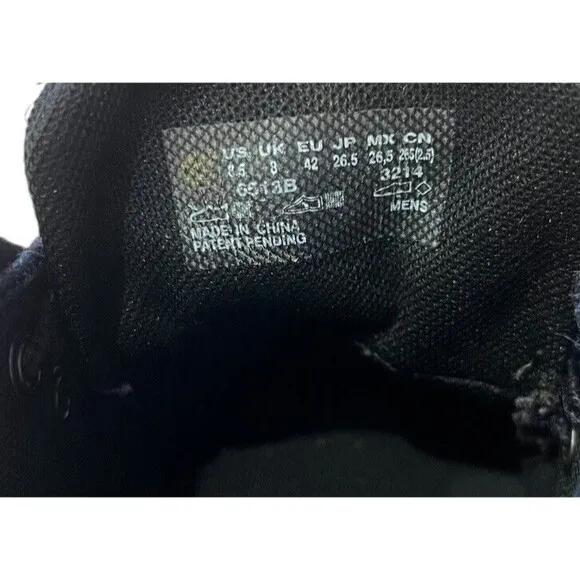 US UK EU JP MX CN
8.5 8 42 26.5 26,5 265(2.5)
6513B 3214
MENS
MADE IN CHINA
PATENT PENDING